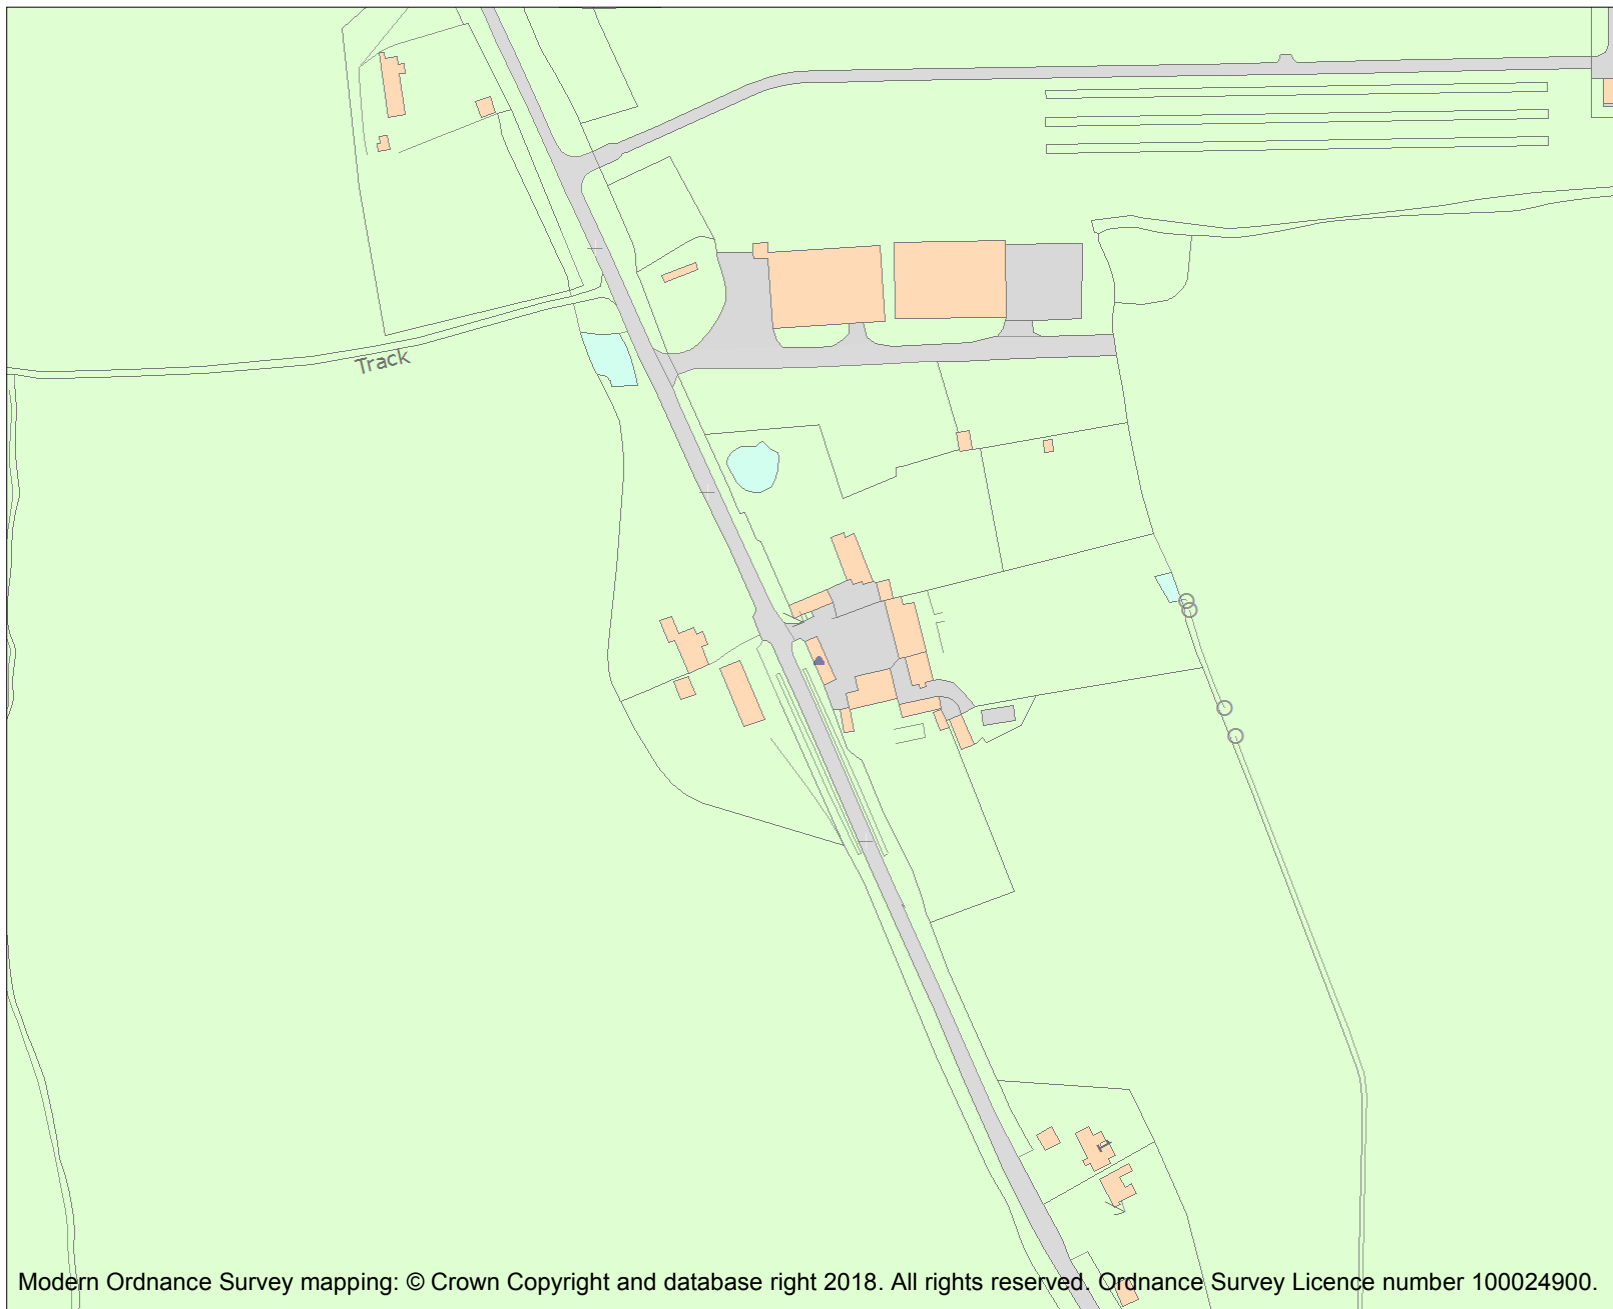 Track
1
Modern Ordnance Survey mapping: © Crown Copyright and database right 2018. All rights reserved. Ordnance Survey Licence number 100024900.